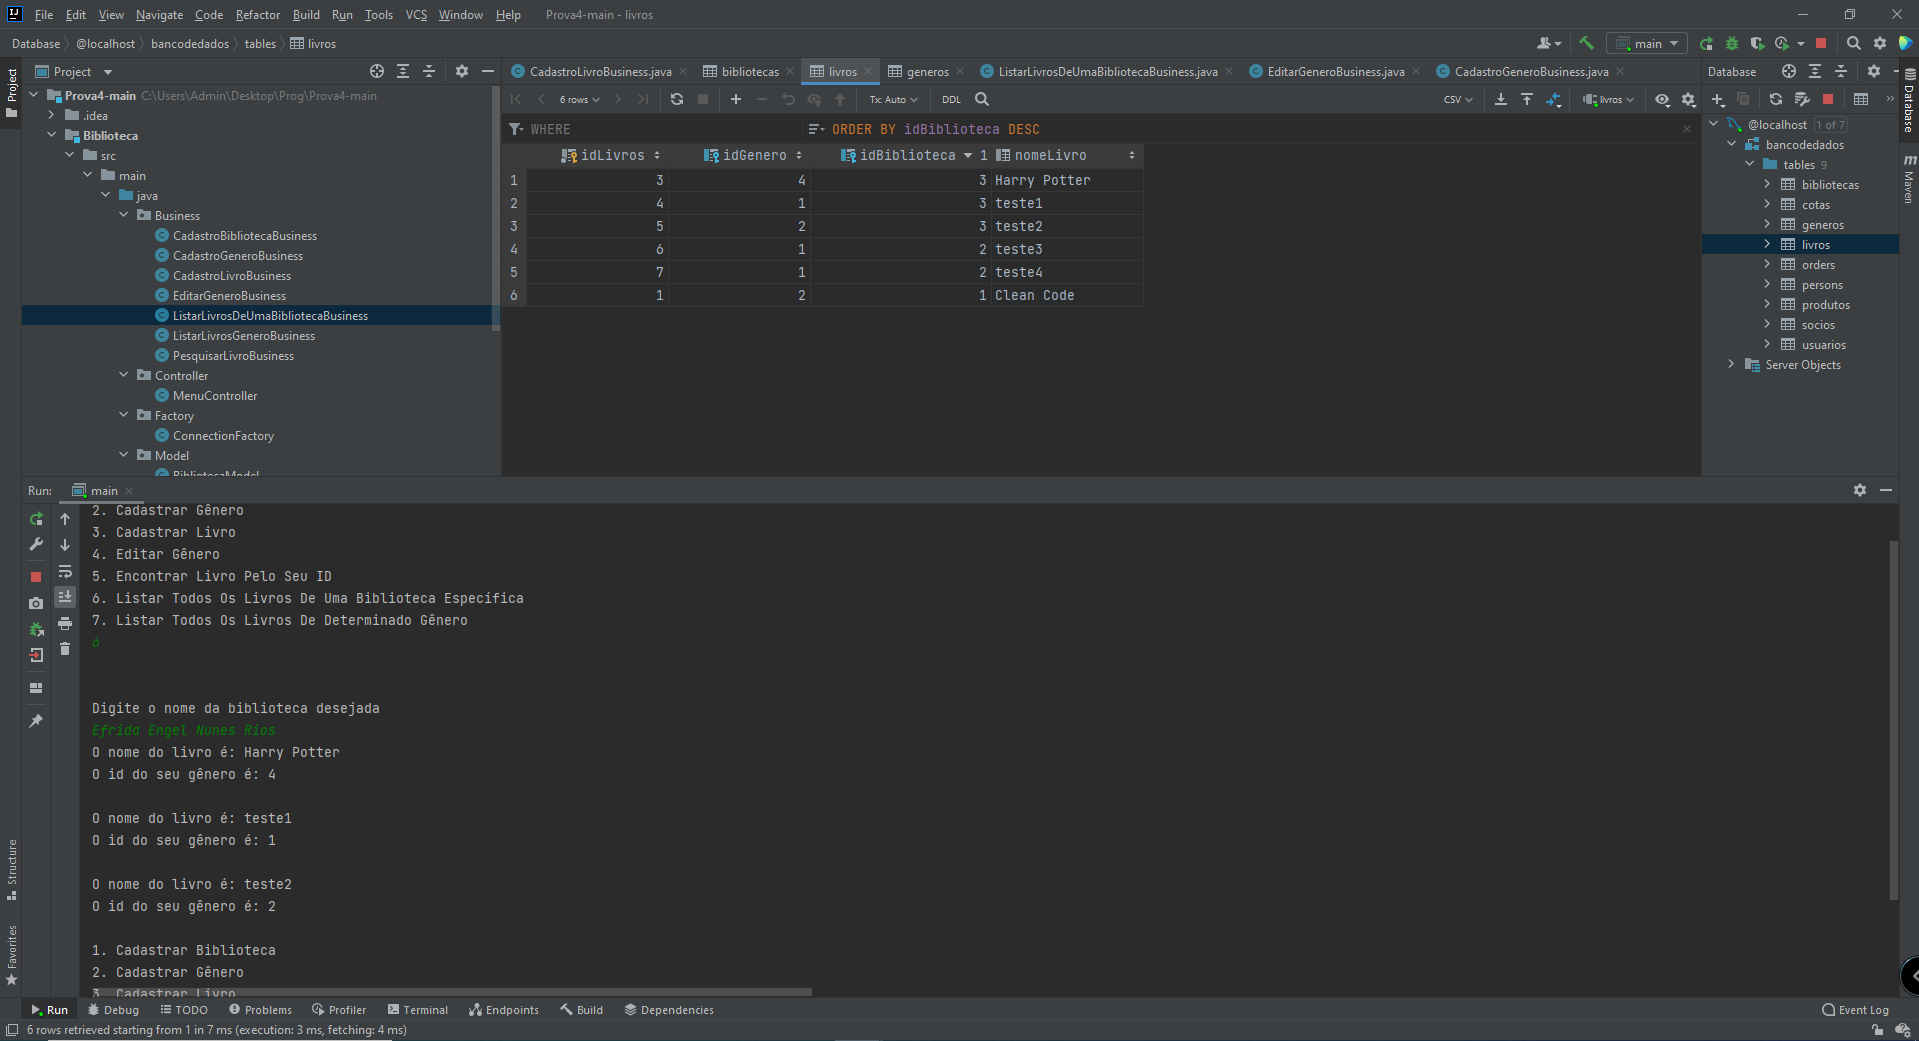 File Edit View Navigate Code Refactor Build Run Tools VCS Window Help Prova4-main - livros
Database @localhost bancodedados tables livros
main
Project
Project
Prova4-main C:\Users\Admin\Desktop\Prog\Prova4-main
.idea
Biblioteca
src
main
java
Business
CadastroBibliotecaBusiness
CadastroGeneroBusiness
CadastroLivroBusiness
EditarGeneroBusiness
ListarLivrosDeUmaBibliotecaBusiness
ListarLivrosGeneroBusiness
PesquisarLivroBusiness
Controller
MenuController
Factory
ConnectionFactory
Model
BibliotecaModel
CadastroLivroBusiness.java bibliotecas livros generos ListarLivrosDeUmaBibliotecaBusiness.java EditarGeneroBusiness.java CadastroGeneroBusiness.java
6 rows Tx: Auto DDL CSV livros
WHERE ORDER BY idBiblioteca DESC
idLivros idGenero idBiblioteca 1 nomeLivro
1 3 4 3 Harry Potter
2 4 1 3 teste1
3 5 2 3 teste2
4 6 1 2 teste3
5 7 1 2 teste4
6 1 2 1 Clean Code
Database
@localhost 1 of 7
bancodedados
tables 9
bibliotecas
cotas
generos
livros
orders
persons
produtos
socios
usuarios
Server Objects
Database
m Maven
Run: main
2. Cadastrar Gênero
3. Cadastrar Livro
4. Editar Gênero
5. Encontrar Livro Pelo Seu ID
6. Listar Todos Os Livros De Uma Biblioteca Específica
7. Listar Todos Os Livros De Determinado Gênero
6
Digite o nome da biblioteca desejada
Efrida Engel Nunes Rios
O nome do livro é: Harry Potter
O id do seu gênero é: 4
O nome do livro é: teste1
O id do seu gênero é: 1
O nome do livro é: teste2
O id do seu gênero é: 2
1. Cadastrar Biblioteca
2. Cadastrar Gênero
3. Cadastrar Livro
Structure
Favorites
Run Debug TODO Problems Profiler Terminal Endpoints Build Dependencies Event Log
6 rows retrieved starting from 1 in 7 ms (execution: 3 ms, fetching: 4 ms)